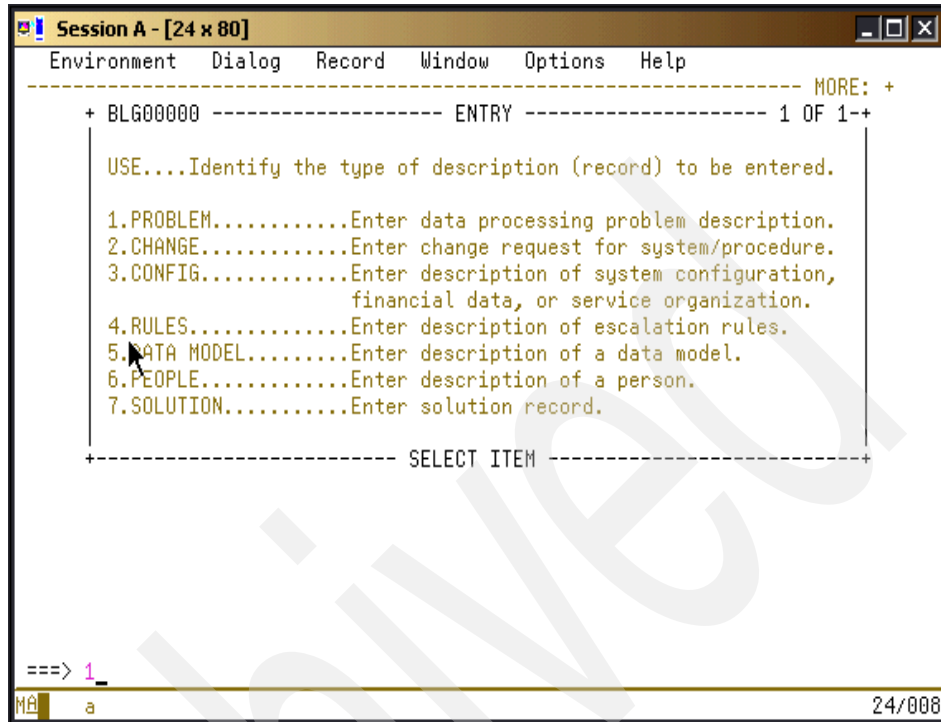 Session A - [24 x 80]
Environment Dialog Record Window Options Help
---------------------------------------------------------------------------- MORE: +
+ BLG00000 -------------------- ENTRY --------------------- 1 OF 1-+
USE....Identify the type of description (record) to be entered.
1.PROBLEM............Enter data processing problem description.
2.CHANGE.............Enter change request for system/procedure.
3.CONFIG.............Enter description of system configuration,
financial data, or service organization.
4.RULES..............Enter description of escalation rules.
5.DATA MODEL.........Enter description of a data model.
6.PEOPLE.............Enter description of a person.
7.SOLUTION...........Enter solution record.
+-------------------------- SELECT ITEM ---------------------------+
===> 1_
MA a 24/008